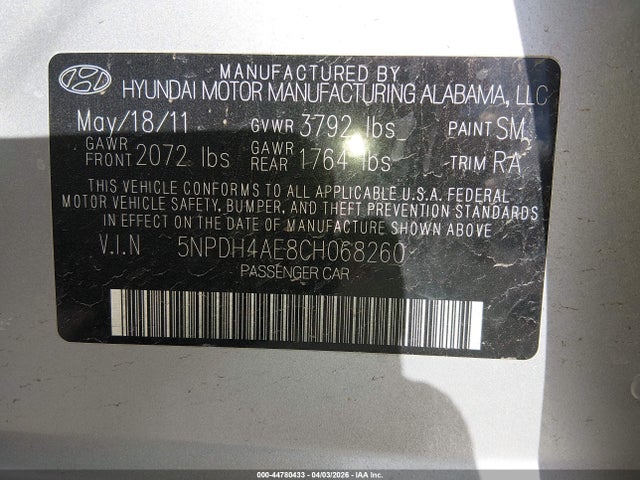 MANUFACTURED BY
HYUNDAI MOTOR MANUFACTURING ALABAMA, LLC
May/18/11 GVWR 3792 lbs PAINT SM
GAWR FRONT 2072 lbs GAWR REAR 1764 lbs TRIM RA
THIS VEHICLE CONFORMS TO ALL APPLICABLE U.S.A. FEDERAL
MOTOR VEHICLE SAFETY, BUMPER, AND THEFT PREVENTION STANDARDS
IN EFFECT ON THE DATE OF MANUFACTURE SHOWN ABOVE.
V.I.N 5NPDH4AE8CH068260
PASSENGER CAR
000-44780433 - 04/03/2026 - IAA Inc.